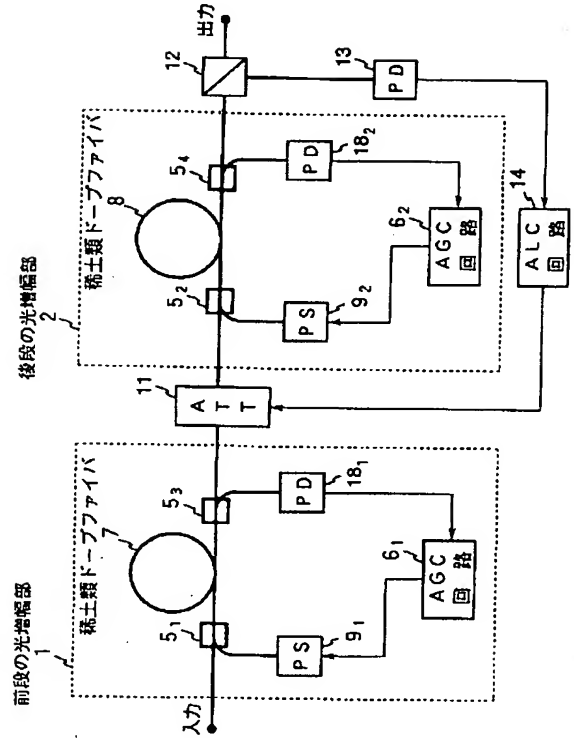 前段の光増幅部
1
稀土類ドープファイバ
7
入力
5₁
5₃
PS
9₁
PD
18₁
AGC
回路
6₁
ATT
11
後段の光増幅部
2
稀土類ドープファイバ
8
5₂
5₄
PS
9₂
PD
18₂
AGC
回路
6₂
12
出力
PD
13
ALC
回路
14